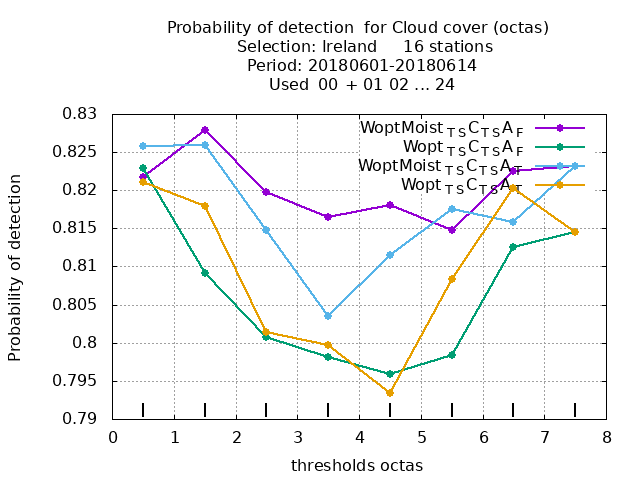 Probability of detection for Cloud cover (octas)
Selection: Ireland 16 stations
Period: 20180601-20180614
Used 00 + 01 02 ... 24
Probability of detection
0.83
0.825
0.82
0.815
0.81
0.805
0.8
0.795
0.79
WoptMoist TS C TS A F
Wopt TS C TS A F
WoptMoist TS C TS A T
Wopt TS C TS A T
0 1 2 3 4 5 6 7 8
thresholds octas